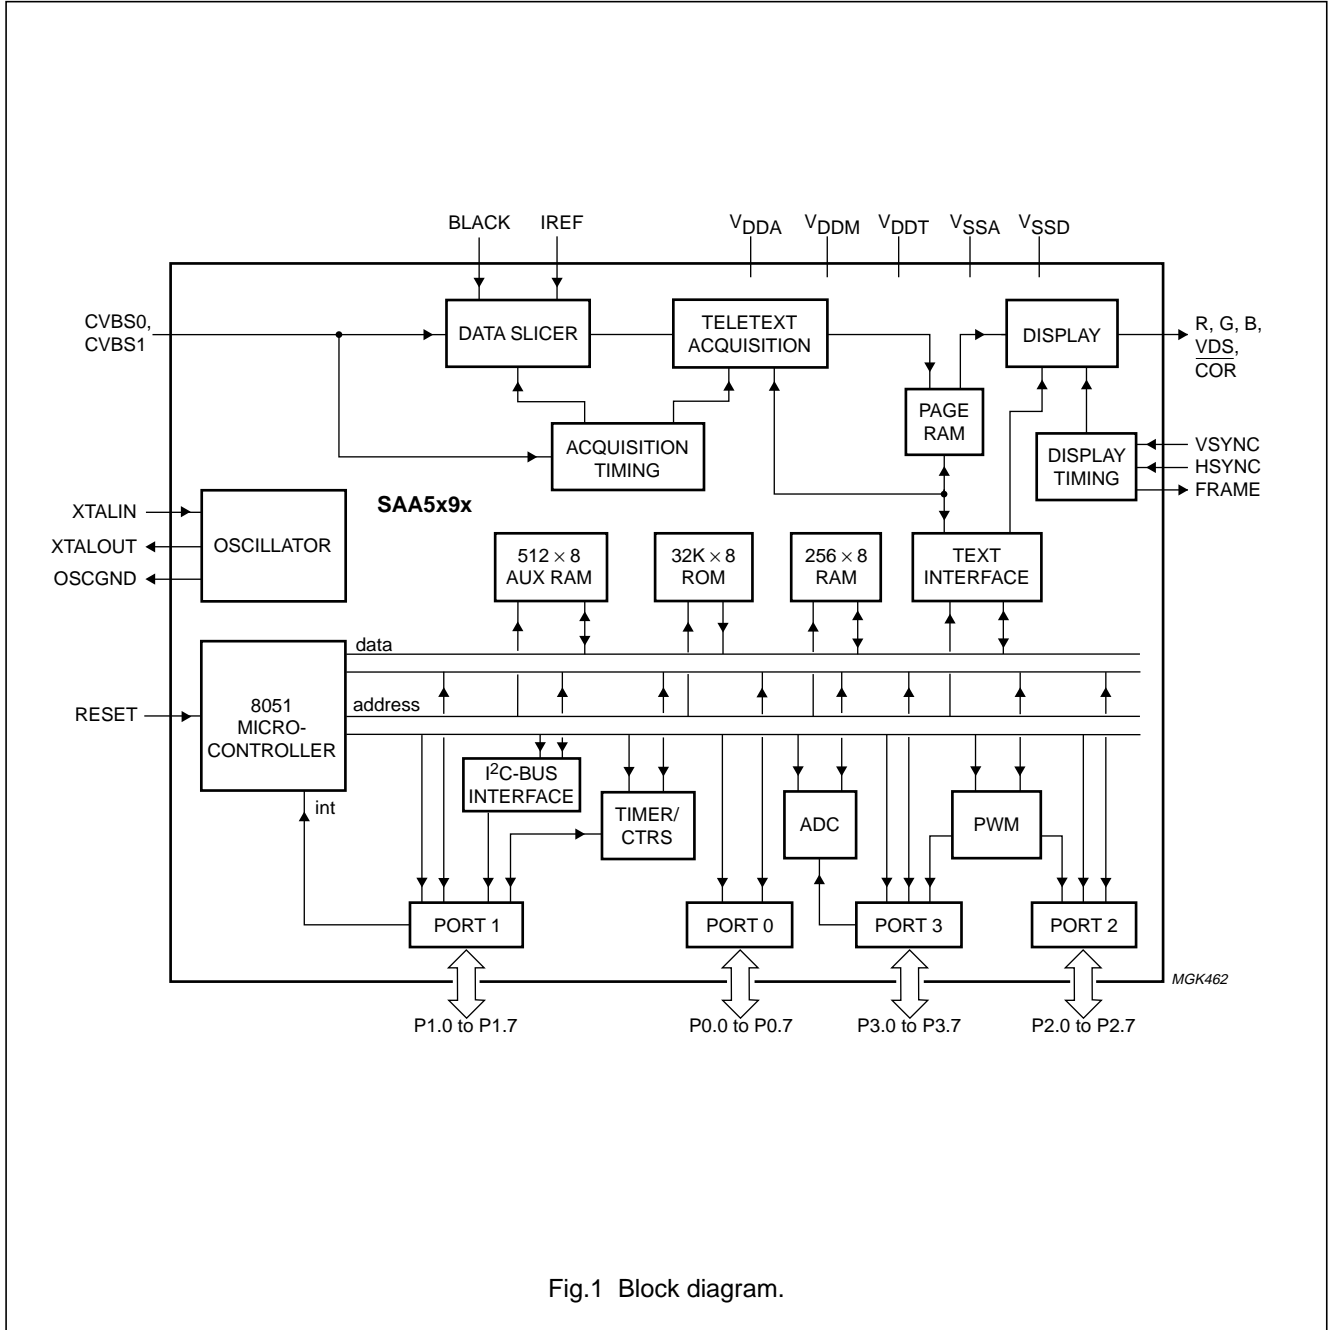 BLACK IREF VDDA VDDM VDDT VSSA VSSD
CVBS0,
CVBS1
DATA SLICER
TELETEXT
ACQUISITION
DISPLAY
R, G, B,
VDS,
COR
PAGE
RAM
ACQUISITION
TIMING
DISPLAY
TIMING
VSYNC
HSYNC
FRAME
SAA5x9x
XTALIN
XTALOUT
OSCGND
OSCILLATOR
512 × 8
AUX RAM
32K × 8
ROM
256 × 8
RAM
TEXT
INTERFACE
data
address
RESET
8051
MICRO-
CONTROLLER
int
I²C-BUS
INTERFACE
TIMER/
CTRS
ADC
PWM
PORT 1
PORT 0
PORT 3
PORT 2
MGK462
P1.0 to P1.7
P0.0 to P0.7
P3.0 to P3.7
P2.0 to P2.7
Fig.1 Block diagram.